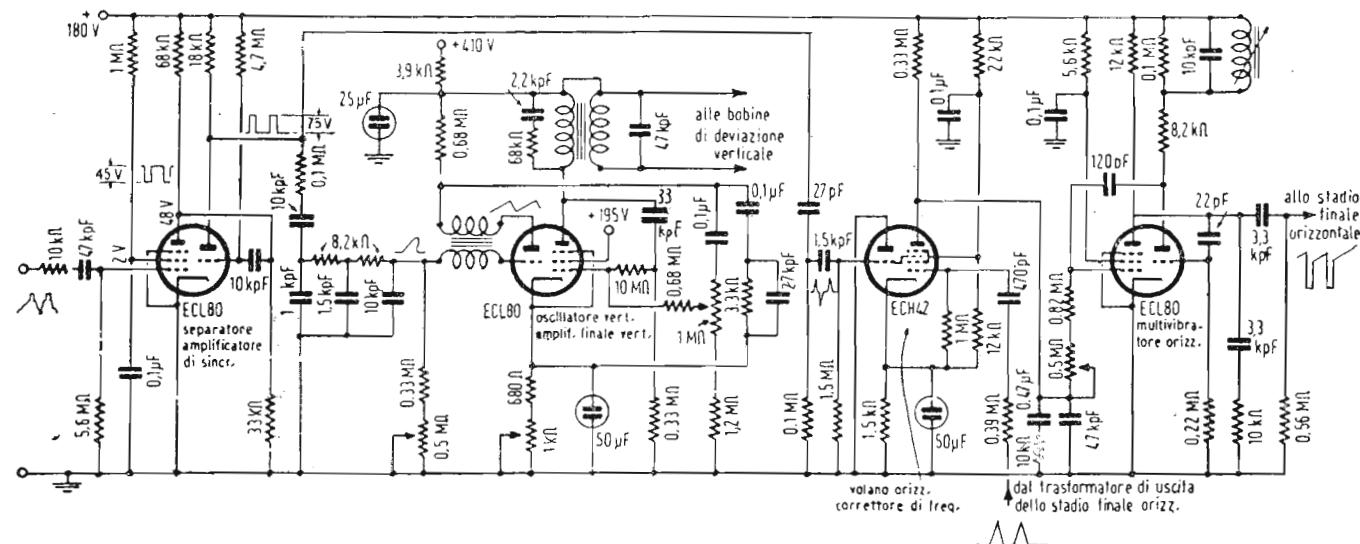 +
180 V
1 MΩ
68 kΩ
18 kΩ
4,7 MΩ
+ 410 V
3,9 kΩ
25 µF
2,2 kpF
0,68 MΩ
68 kΩ
47 kpF
alle bobine
di deviazione
verticale
0,33 MΩ
22 kΩ
0,1 µF
5,6 kΩ
12 kΩ
0,1 MΩ
10 kpF
0,1 µF
8,2 kΩ
75 V
45 V
0,1 MΩ
10 kpF
48 V
2 V
10 kΩ
47 kpF
10 kpF
ECL80
separatore
amplificatore
di sincr.
0,1 µF
5,6 MΩ
33 kΩ
8,2 kΩ
1 kpF
1,5 kpF
10 kpF
0,33 MΩ
0,5 MΩ
ECL80
oscillatore vert.
amplif. finale vert.
33
kpF
+ 195 V
10 MΩ
0,68 MΩ
0,1 µF
0,1 µF
1 MΩ
3,3 kΩ
27 kpF
680 Ω
1 kΩ
50 µF
0,33 MΩ
1,2 MΩ
27 pF
1,5 kpF
0,1 MΩ
1,5 MΩ
ECH42
470 pF
1 MΩ
12 kΩ
1,5 kΩ
50 µF
0,39 MΩ
0,47 µF
10 kΩ
47 kpF
volano oriz.
correttore di freq.
dal trasformatore di uscita
dello stadio finale orizz.
120 pF
0,82 MΩ
0,5 MΩ
ECL80
multivibra-
tore orizz.
22 pF
3,3
kpF
allo stadio
finale
orizzontale
3,3
kpF
0,22 MΩ
10 kΩ
0,56 MΩ